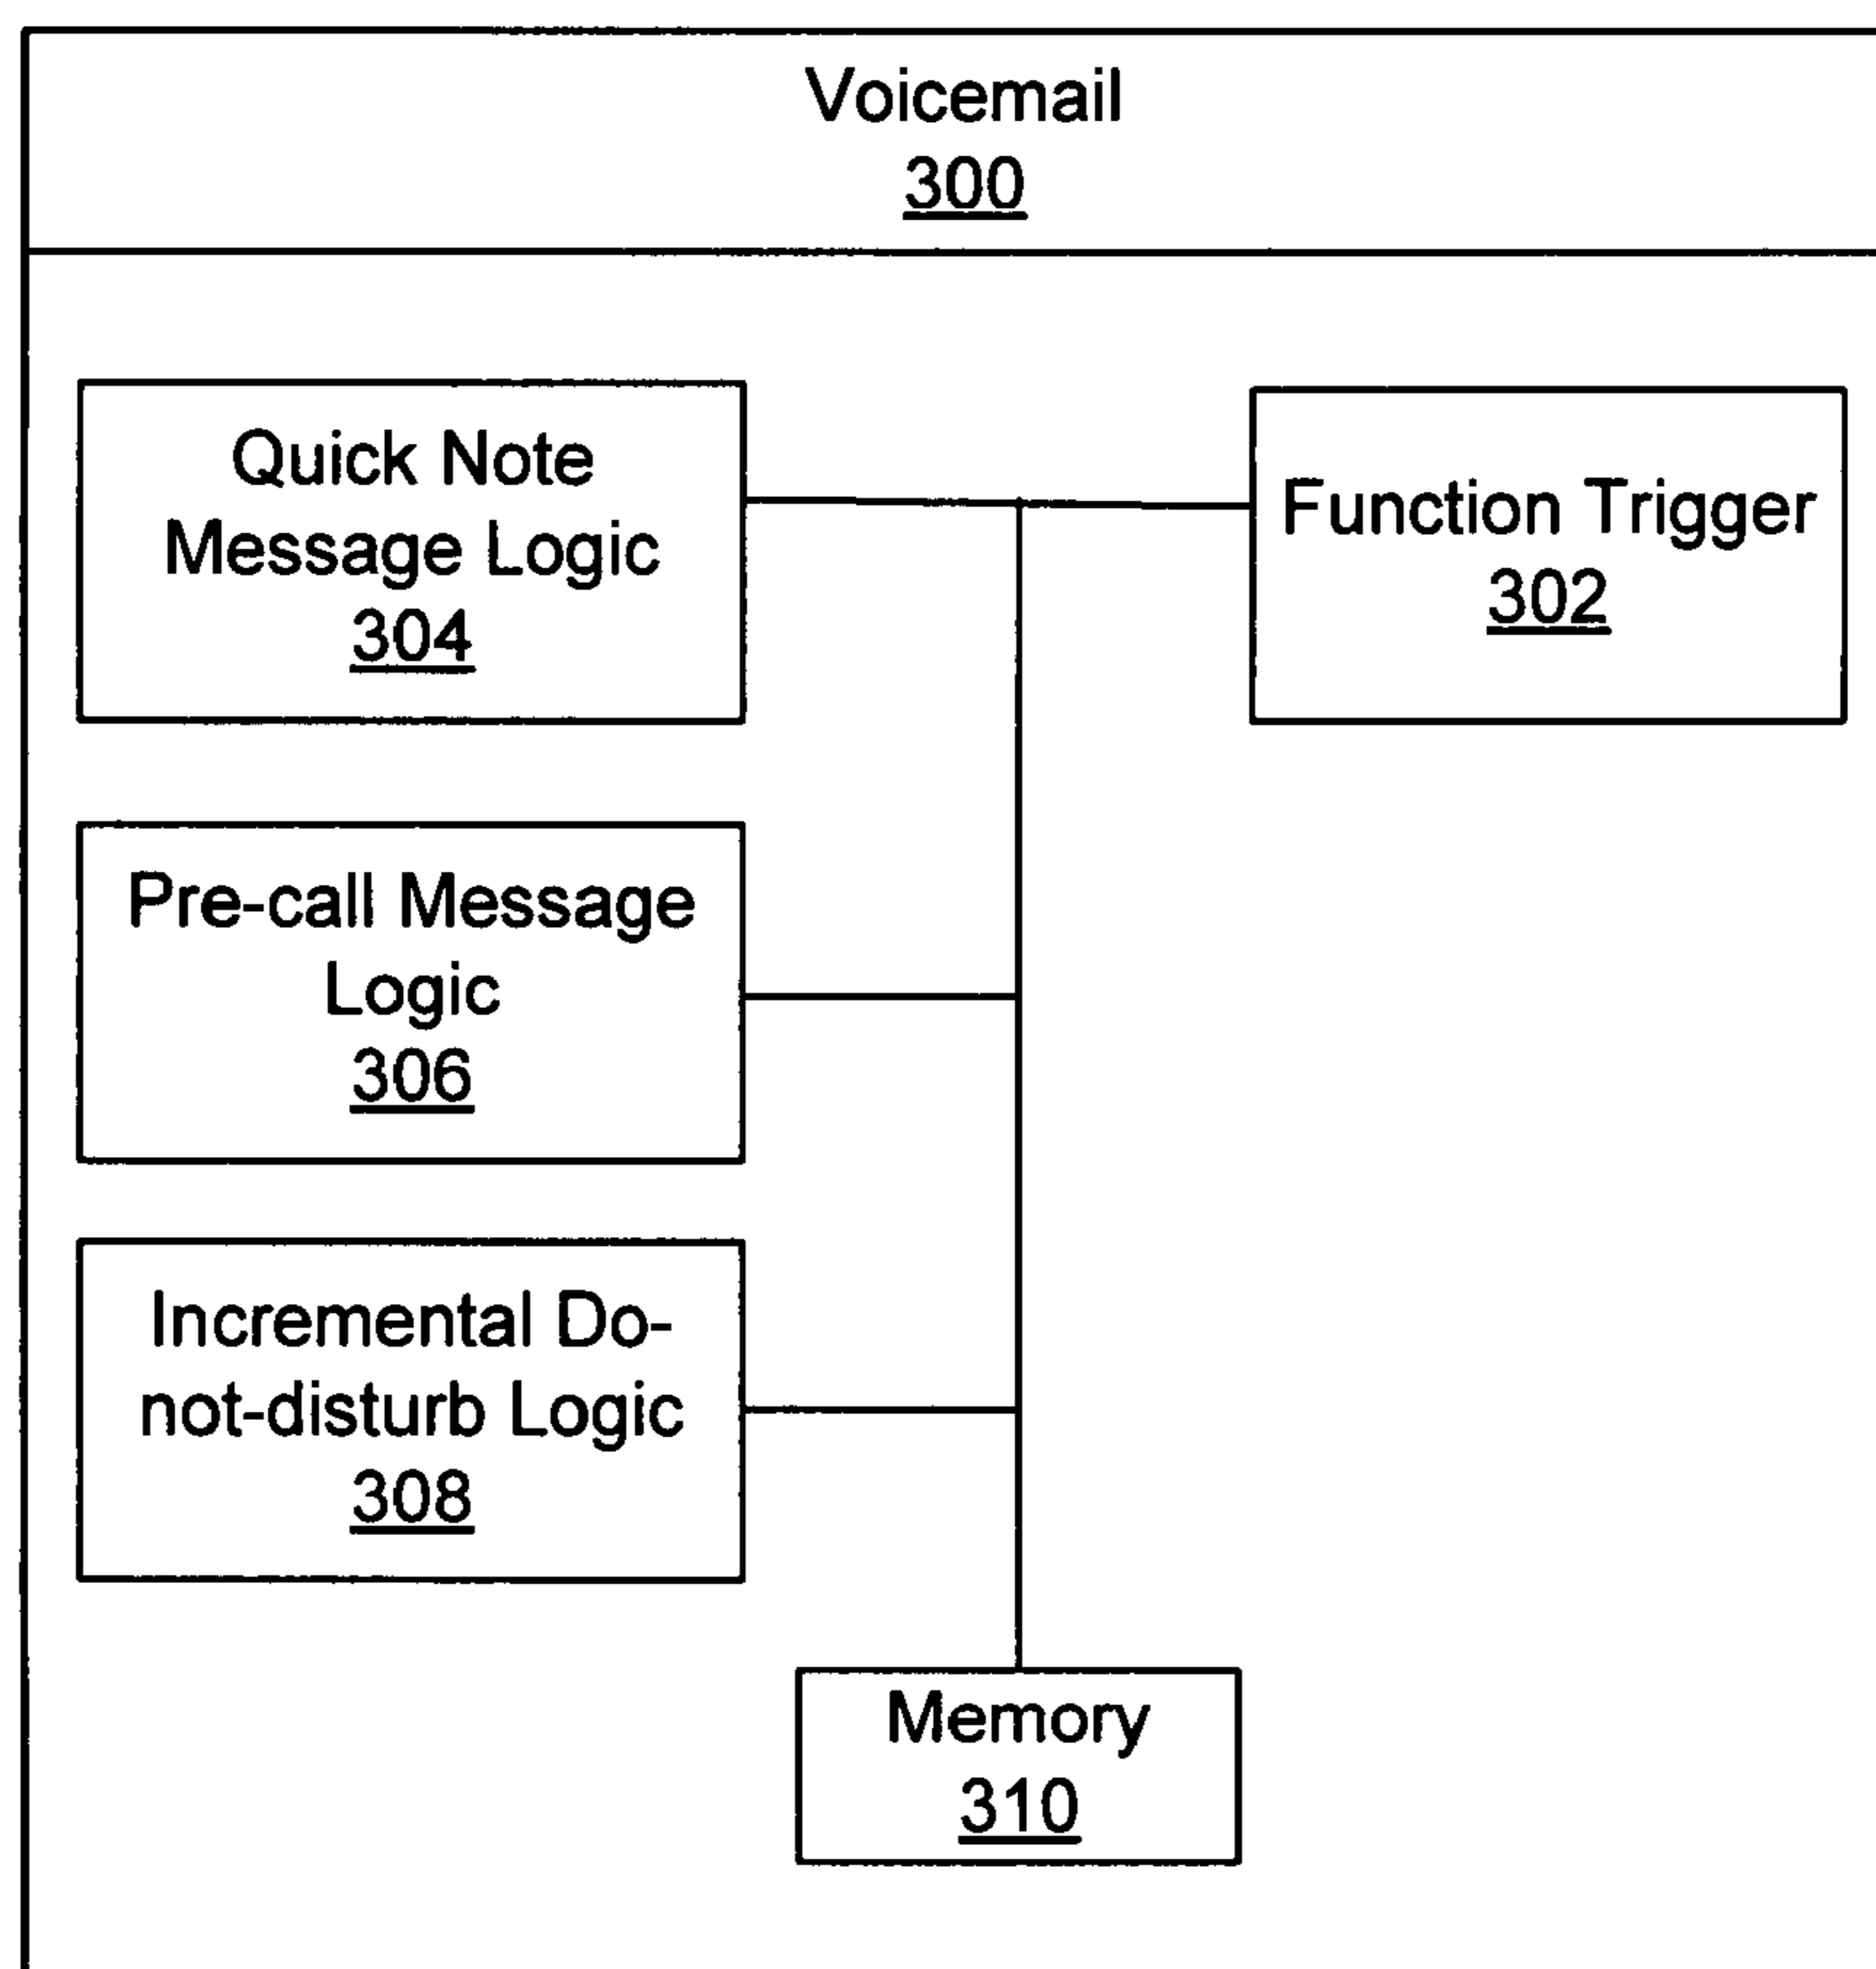 Voicemail
300
Quick Note
Message Logic
304
Function Trigger
302
Pre-call Message
Logic
306
Incremental Do-
not-disturb Logic
308
Memory
310